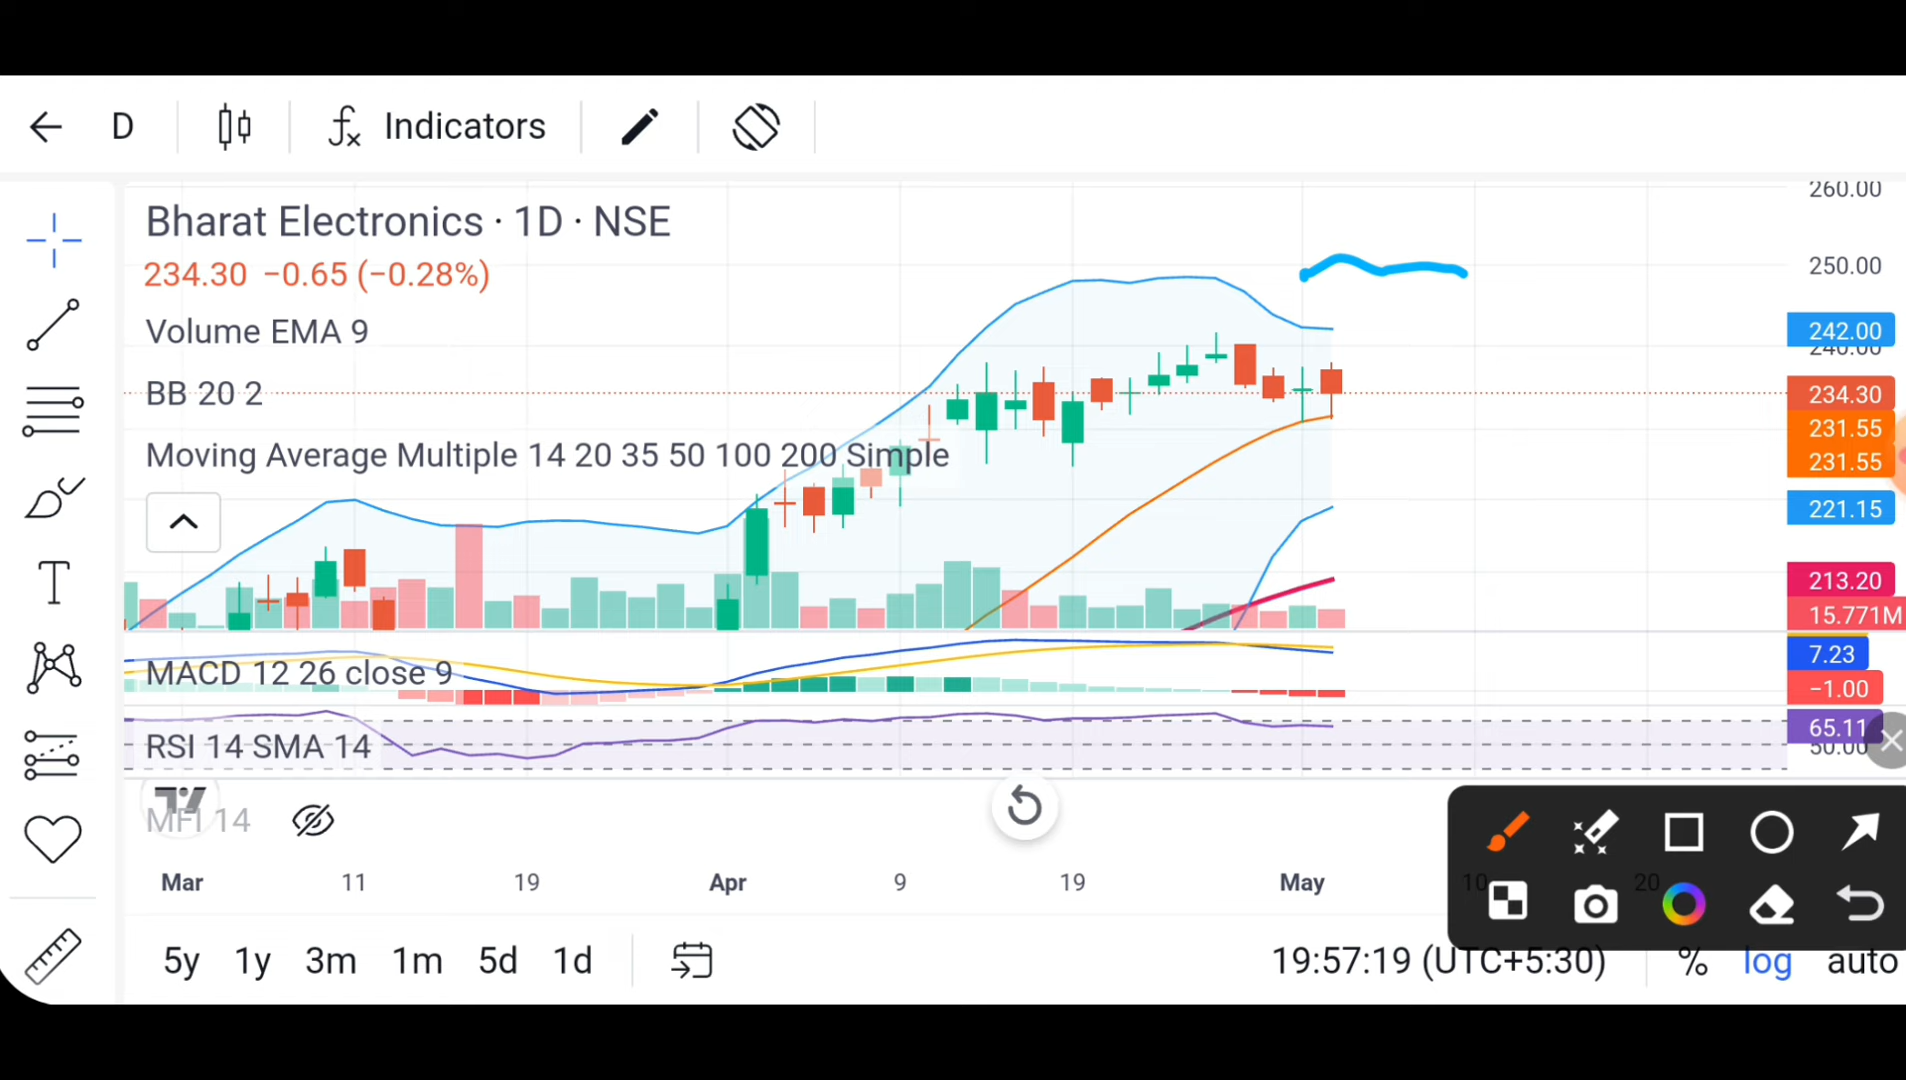 D
Indicators
Bharat Electronics · 1D · NSE
234.30 −0.65 (−0.28%)
Volume EMA 9
BB 20 2
Moving Average Multiple 14 20 35 50 100 200 Simple
MACD 12 26 close 9
RSI 14 SMA 14
MFI 14
260.00
250.00
242.00
240.00
234.30
231.55
231.55
221.15
213.20
15.771M
7.23
−1.00
65.11
50.00
Mar 11 19 Apr 9 19 May 10 20
5y 1y 3m 1m 5d 1d
19:57:19 (UTC+5:30) % log auto